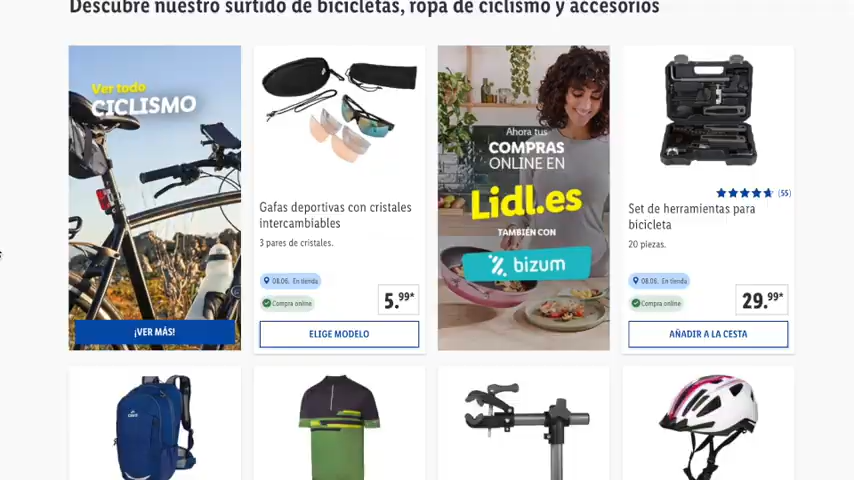 Descubre nuestro surtido de bicicletas, ropa de ciclismo y accesorios
Ver todo
CICLISMO
¡VER MÁS!
Gafas deportivas con cristales
intercambiables
3 pares de cristales.
08.06. En tienda
Compra online
5.99*
ELIGE MODELO
Ahora tus
COMPRAS
ONLINE EN
Lidl.es
TAMBIÉN CON
bizum
(55)
Set de herramientas para
bicicleta
20 piezas.
08.06. En tienda
Compra online
29.99*
AÑADIR A LA CESTA